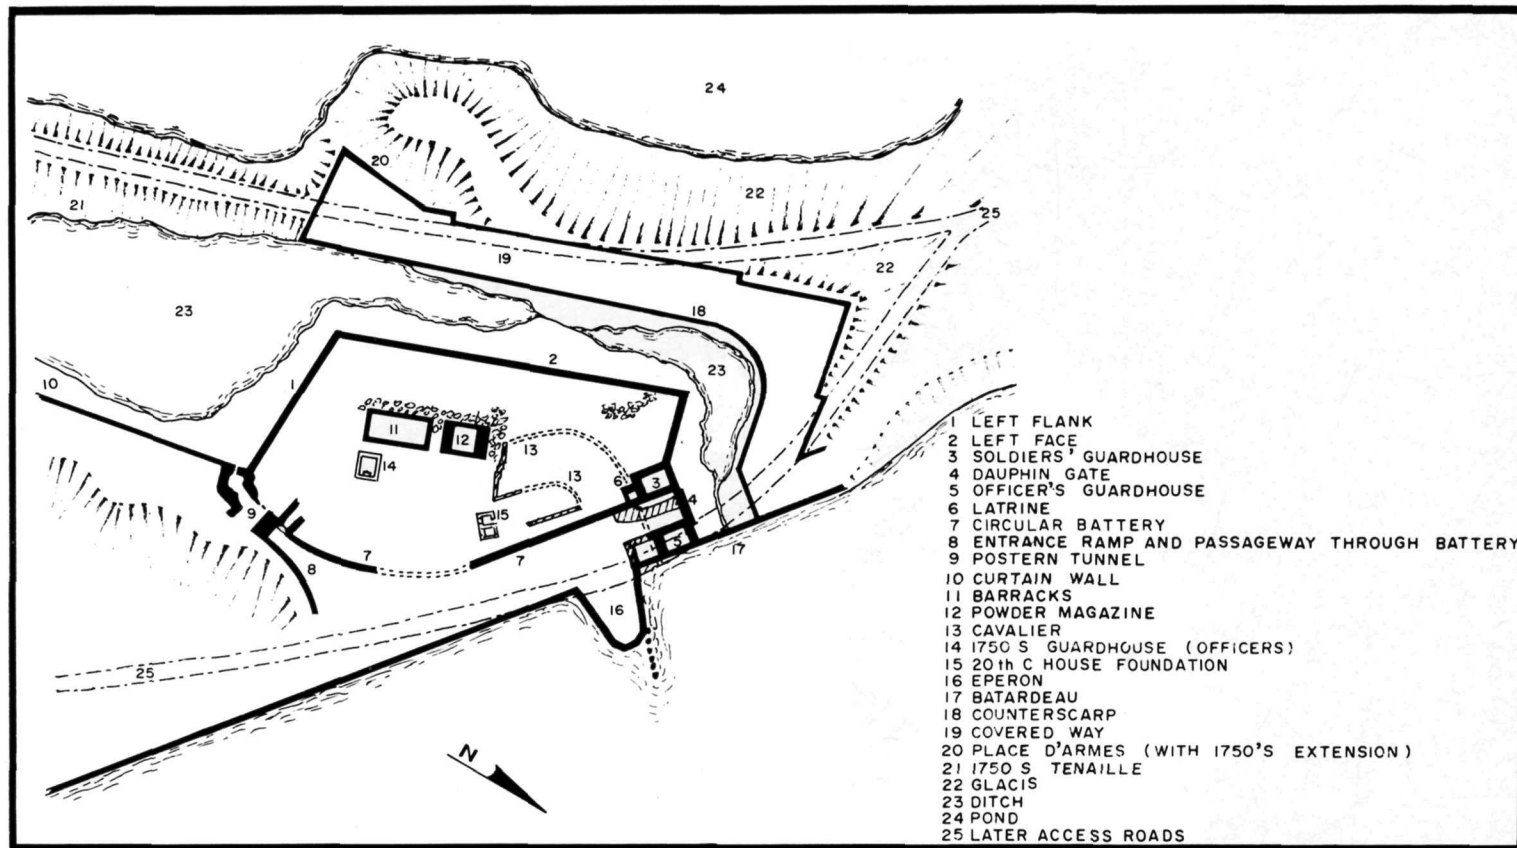 24
20
22
21
25
19
22
23
18
2
23
10
1
11
12
13
14
13
6
3
4
15
9
5
7
7
17
8
16
25
N
1 LEFT FLANK
2 LEFT FACE
3 SOLDIERS' GUARDHOUSE
4 DAUPHIN GATE
5 OFFICER'S GUARDHOUSE
6 LATRINE
7 CIRCULAR BATTERY
8 ENTRANCE RAMP AND PASSAGEWAY THROUGH BATTERY
9 POSTERN TUNNEL
10 CURTAIN WALL
11 BARRACKS
12 POWDER MAGAZINE
13 CAVALIER
14 1750 S GUARDHOUSE (OFFICERS)
15 20th C HOUSE FOUNDATION
16 EPERON
17 BATARDEAU
18 COUNTERSCARP
19 COVERED WAY
20 PLACE D'ARMES (WITH 1750'S EXTENSION)
21 1750 S TENAILLE
22 GLACIS
23 DITCH
24 POND
25 LATER ACCESS ROADS